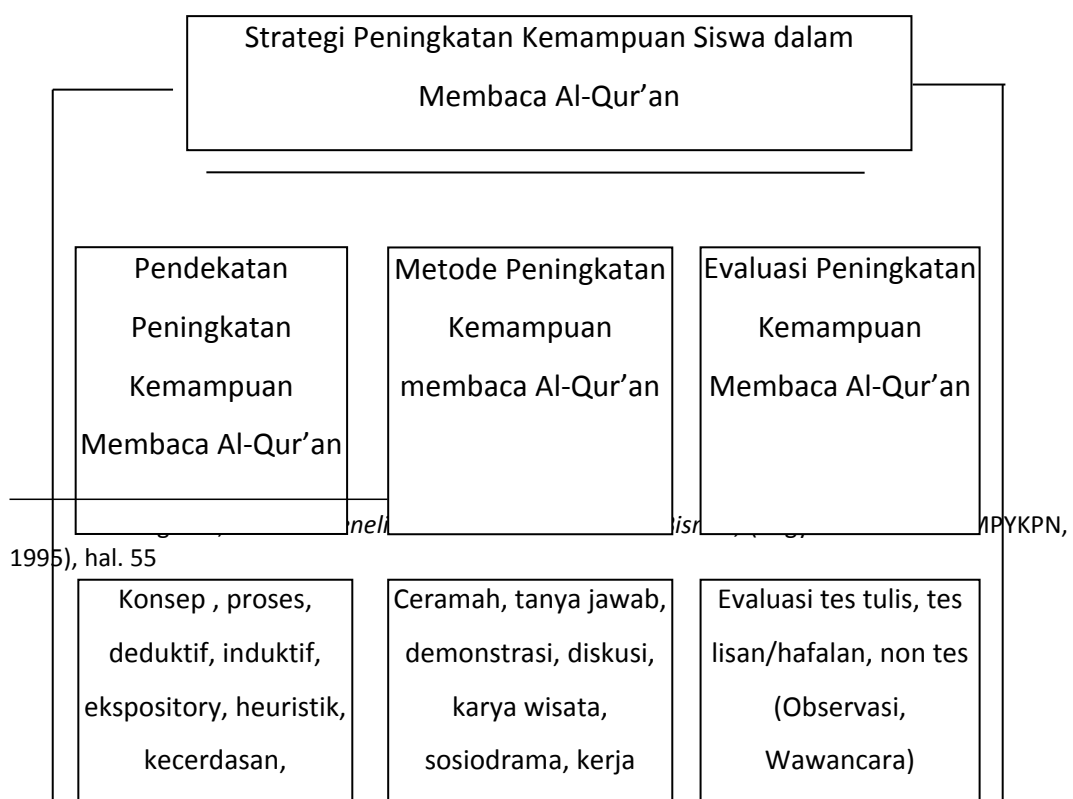 Strategi Peningkatan Kemampuan Siswa dalam
Membaca Al-Qur’an
Pendekatan
Peningkatan
Kemampuan
Membaca Al-Qur’an
Metode Peningkatan
Kemampuan
membaca Al-Qur’an
Evaluasi Peningkatan
Kemampuan
Membaca Al-Qur’an
MPYKPN,
1995), hal. 55
Konsep , proses,
deduktif, induktif,
ekspository, heuristik,
kecerdasan,
Ceramah, tanya jawab,
demonstrasi, diskusi,
karya wisata,
sosiodrama, kerja
Evaluasi tes tulis, tes
lisan/hafalan, non tes
(Observasi,
Wawancara)